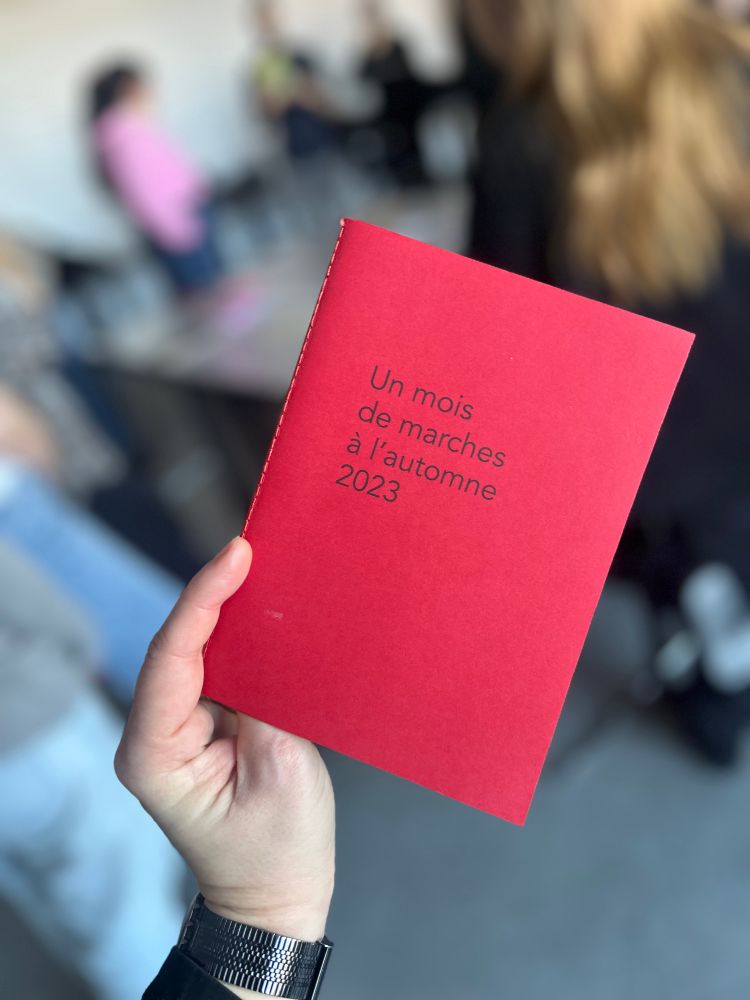 Un mois
de marches
à l'automne
2023